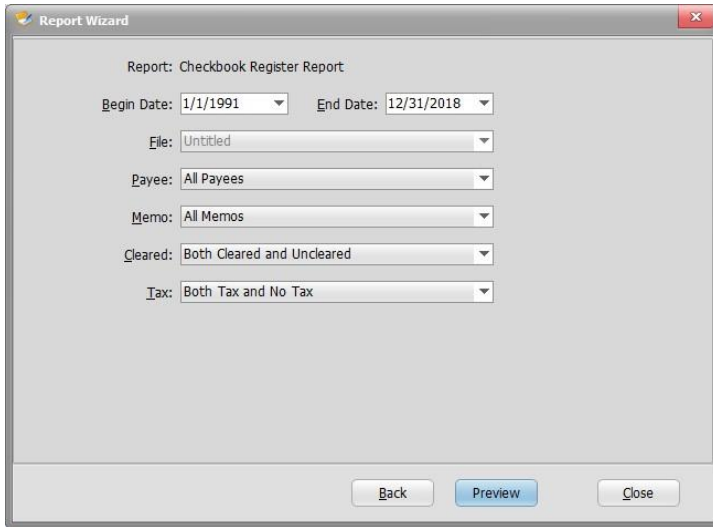 Report Wizard
Report: Checkbook Register Report
Begin Date: 1/1/1991 End Date: 12/31/2018
File: Untitled
Payee: All Payees
Memo: All Memos
Cleared: Both Cleared and Uncleared
Tax: Both Tax and No Tax
Back Preview Close